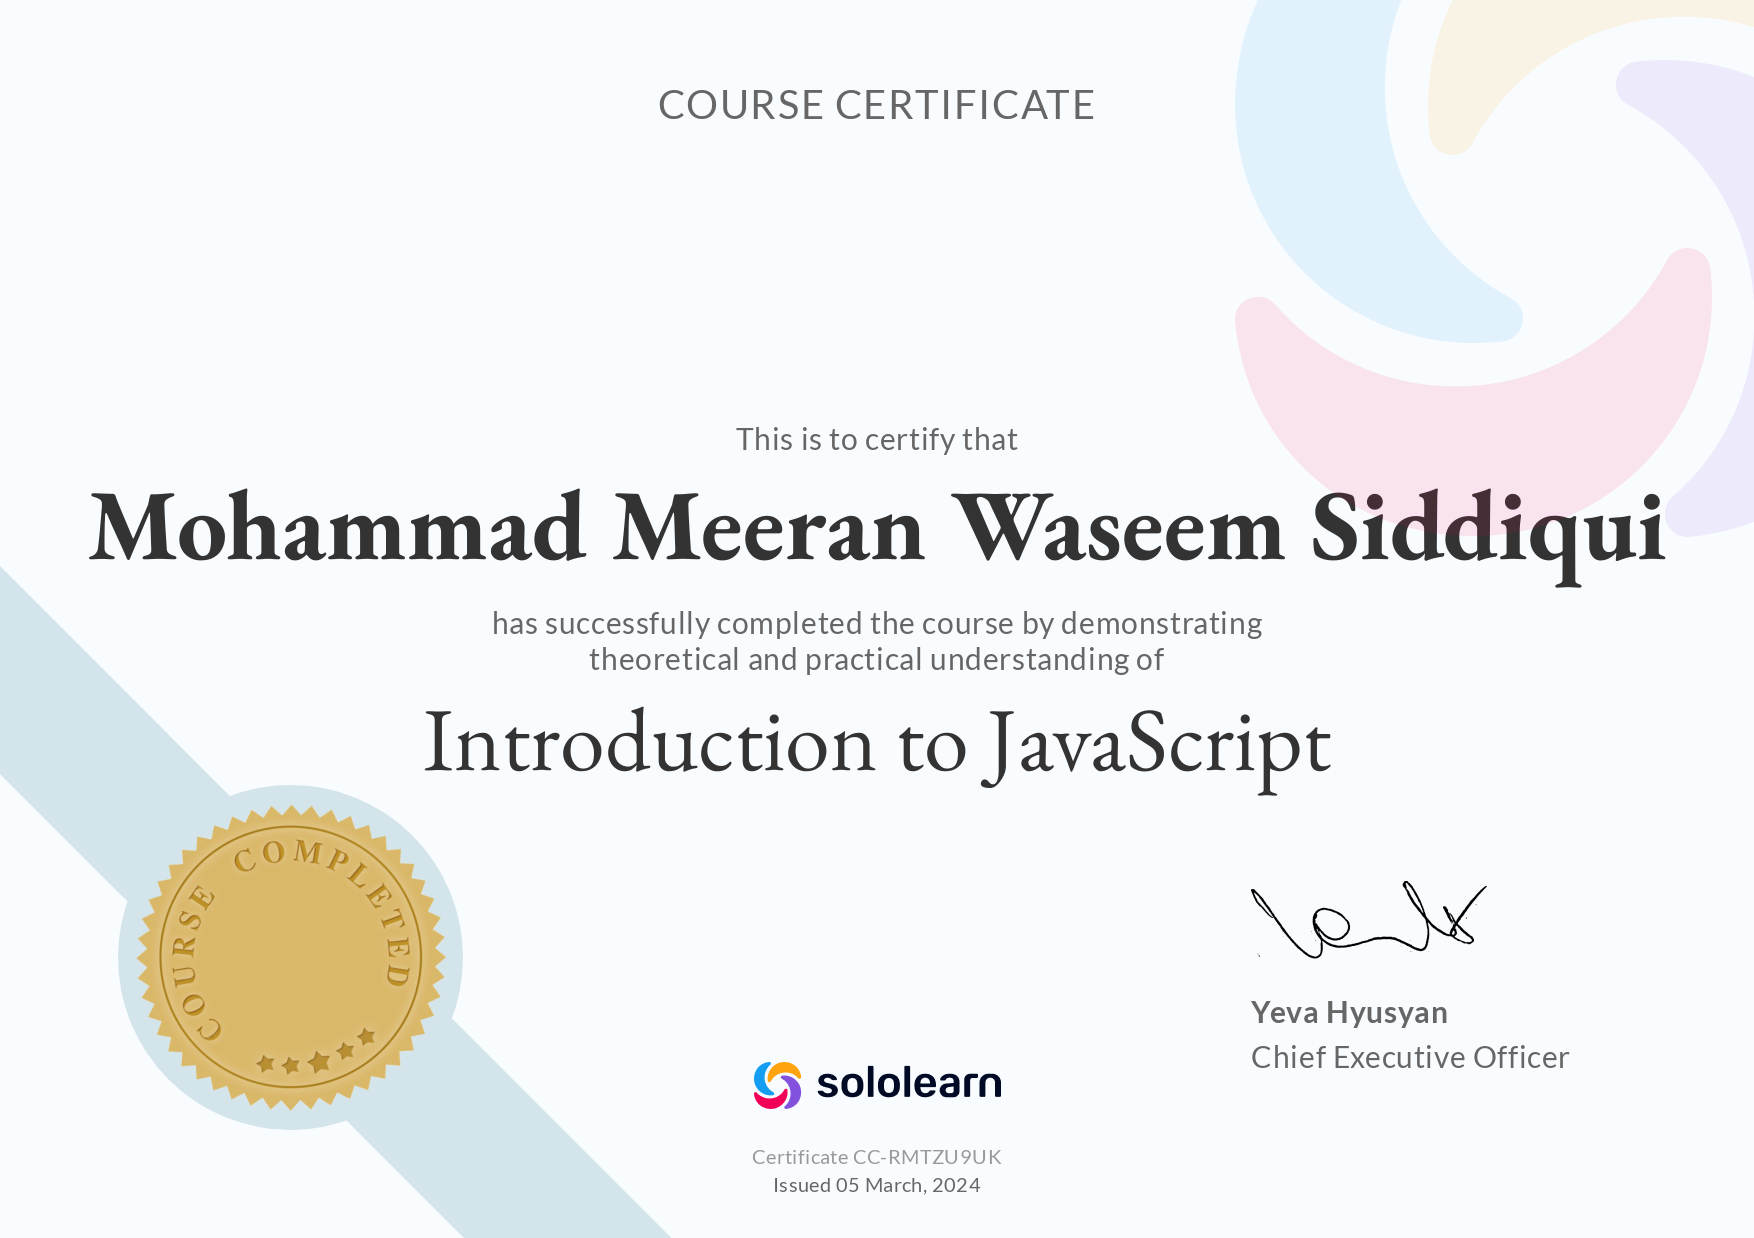 COURSE CERTIFICATE
This is to certify that
Mohammad Meeran Waseem Siddiqui
has successfully completed the course by demonstrating
theoretical and practical understanding of
Introduction to JavaScript
COURSE COMPLETED
Yeva Hyusyan
Chief Executive Officer
sololearn
Certificate CC-RMTZU9UK
Issued 05 March, 2024